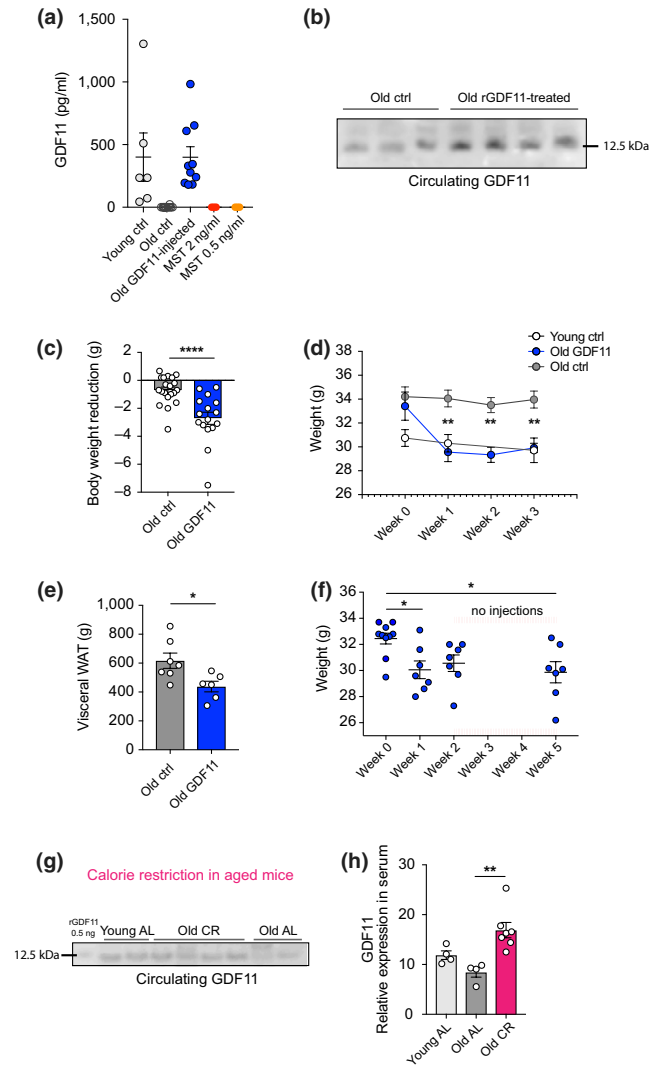 (a)
1,500
1,000
500
0
GDF11 (pg/ml)
Young ctrl
Old ctrl
Old GDF11-injected
MST 2 ng/ml
MST 0.5 ng/ml
(b)
Old ctrl
Old rGDF11-treated
12.5 kDa
Circulating GDF11
(c)
****
2
0
–2
–4
–6
–8
Body weight reduction (g)
Old ctrl
Old GDF11
(d)
Young ctrl
Old GDF11
Old ctrl
38
36
34
32
30
28
26
Weight (g)
**
**
**
Week 0
Week 1
Week 2
Week 3
(e)
*
1,000
800
600
400
200
0
Visceral WAT (g)
Old ctrl
Old GDF11
(f)
*
*
no injections
36
34
32
30
28
26
Weight (g)
Week 0
Week 1
Week 2
Week 3
Week 4
Week 5
(g)
Calorie restriction in aged mice
rGDF11
0.5 ng
Young AL
Old CR
Old AL
12.5 kDa
Circulating GDF11
(h)
**
30
20
10
0
GDF11
Relative expression in serum
Young AL
Old AL
Old CR